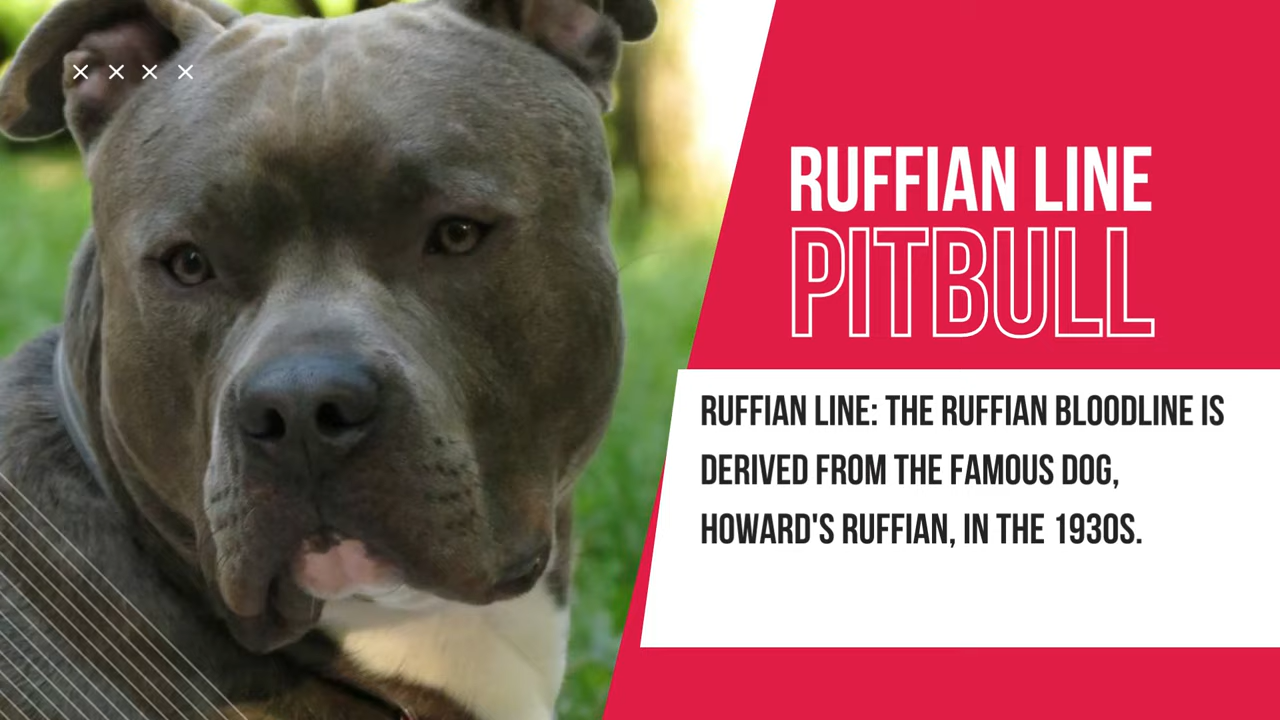 RUFFIAN LINE
PITBULL
RUFFIAN LINE: THE RUFFIAN BLOODLINE IS
DERIVED FROM THE FAMOUS DOG,
HOWARD'S RUFFIAN, IN THE 1930S.